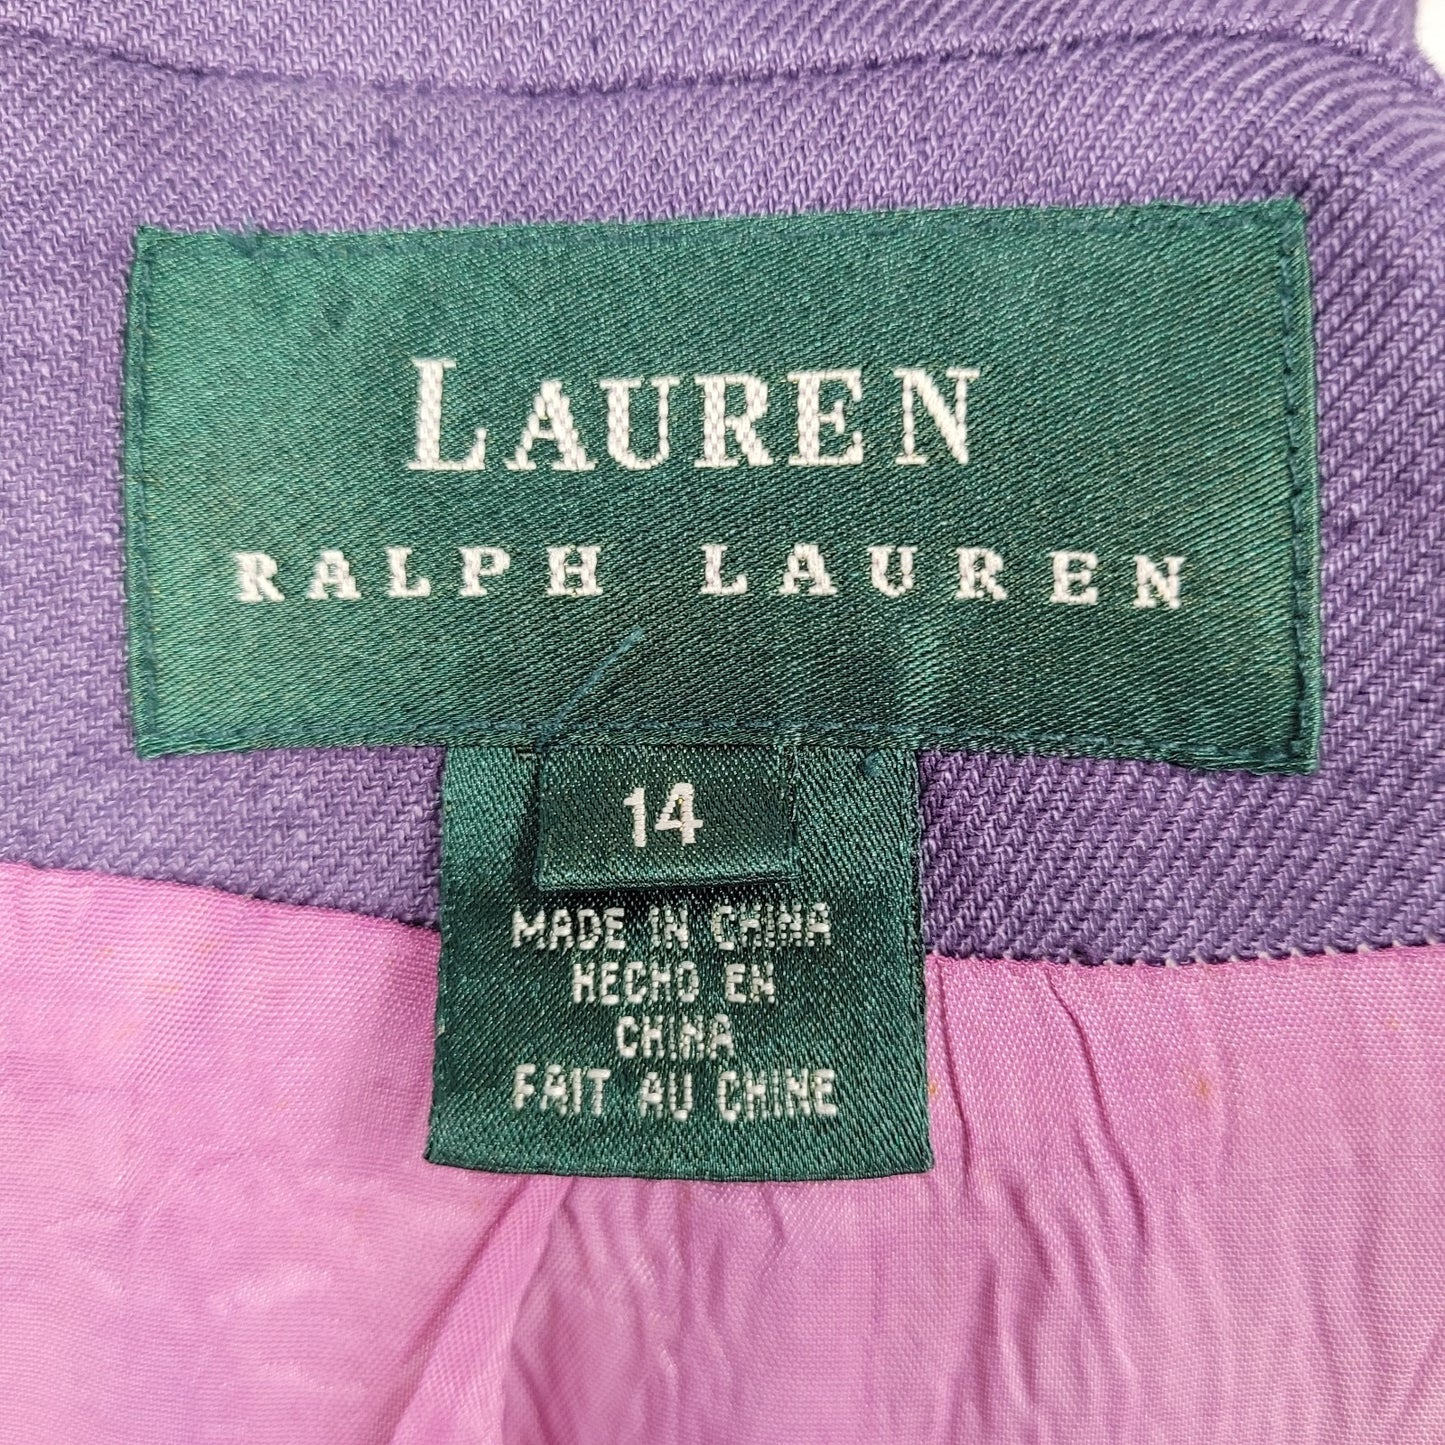 LAUREN
RALPH LAUREN
14
MADE IN CHINA
HECHO EN
CHINA
FAIT AU CHINE